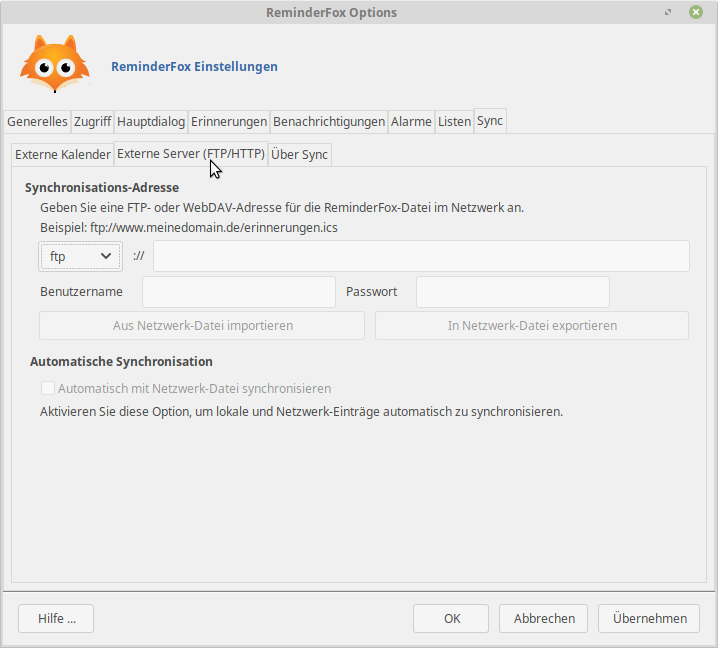 ReminderFox Options
ReminderFox Einstellungen
Generelles Zugriff Hauptdialog Erinnerungen Benachrichtigungen Alarme Listen Sync
Externe Kalender Externe Server (FTP/HTTP) Über Sync
Synchronisations-Adresse
Geben Sie eine FTP- oder WebDAV-Adresse für die ReminderFox-Datei im Netzwerk an.
Beispiel: ftp://www.meinedomain.de/erinnerungen.ics
ftp ://
Benutzername Passwort
Aus Netzwerk-Datei importieren In Netzwerk-Datei exportieren
Automatische Synchronisation
Automatisch mit Netzwerk-Datei synchronisieren
Aktivieren Sie diese Option, um lokale und Netzwerk-Einträge automatisch zu synchronisieren.
Hilfe ... OK Abbrechen Übernehmen